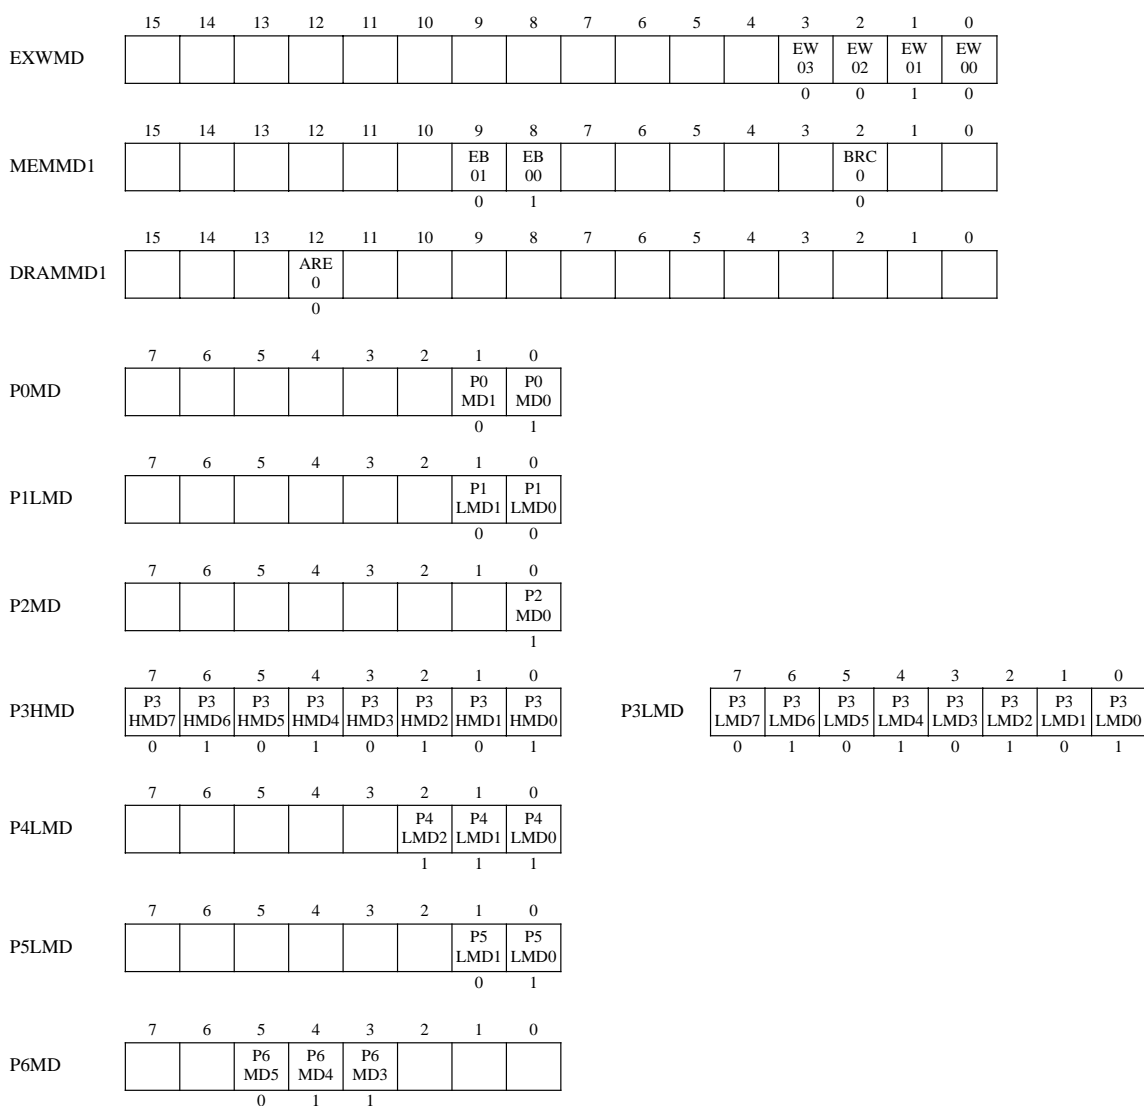 15 14 13 12 11 10 9 8 7 6 5 4 3 2 1 0
EXWMD EW 03 EW 02 EW 01 EW 00
0 0 1 0
15 14 13 12 11 10 9 8 7 6 5 4 3 2 1 0
MEMMD1 EB 01 EB 00 BRC 0
0 1 0
15 14 13 12 11 10 9 8 7 6 5 4 3 2 1 0
DRAMMD1 ARE 0
0
7 6 5 4 3 2 1 0
P0MD P0 MD1 P0 MD0
0 1
7 6 5 4 3 2 1 0
P1LMD P1 LMD1 P1 LMD0
0 0
7 6 5 4 3 2 1 0
P2MD P2 MD0
1
7 6 5 4 3 2 1 0
P3HMD P3 HMD7 P3 HMD6 P3 HMD5 P3 HMD4 P3 HMD3 P3 HMD2 P3 HMD1 P3 HMD0
0 1 0 1 0 1 0 1
7 6 5 4 3 2 1 0
P3LMD P3 LMD7 P3 LMD6 P3 LMD5 P3 LMD4 P3 LMD3 P3 LMD2 P3 LMD1 P3 LMD0
0 1 0 1 0 1 0 1
7 6 5 4 3 2 1 0
P4LMD P4 LMD2 P4 LMD1 P4 LMD0
1 1 1
7 6 5 4 3 2 1 0
P5LMD P5 LMD1 P5 LMD0
0 1
7 6 5 4 3 2 1 0
P6MD P6 MD5 P6 MD4 P6 MD3
0 1 1